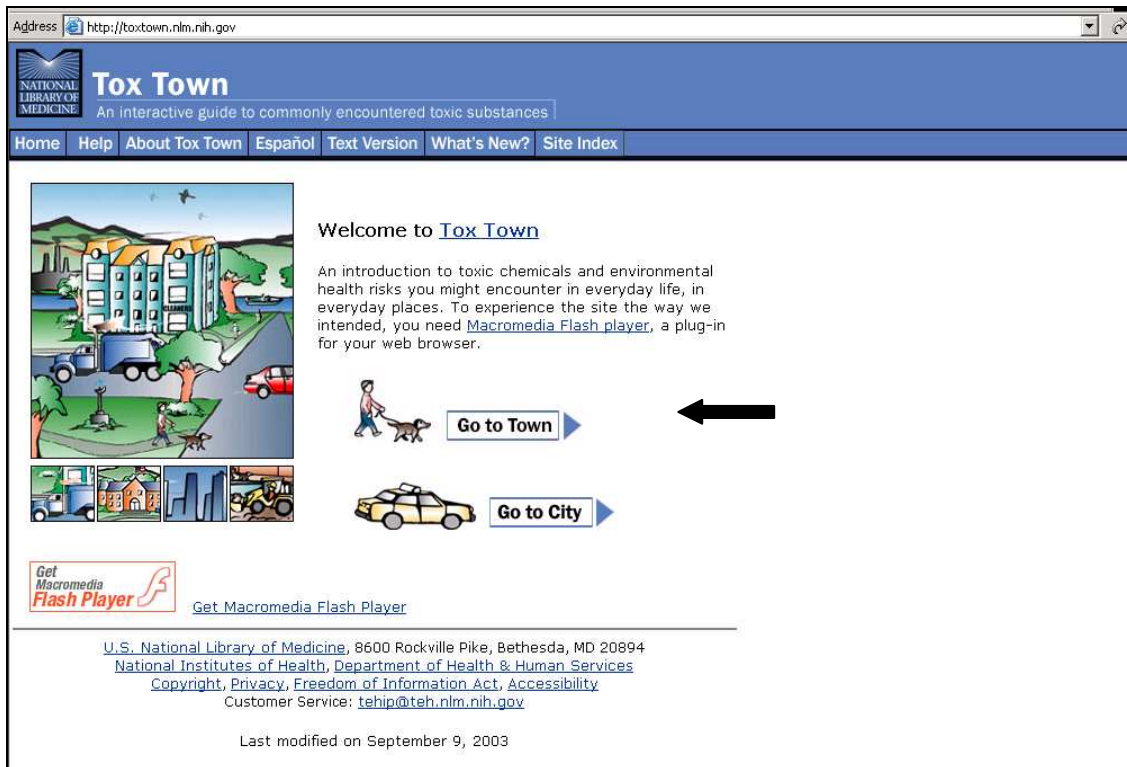 Address http://toxtown.nlm.nih.gov
NATIONAL
LIBRARY OF
MEDICINE
Tox Town
An interactive guide to commonly encountered toxic substances
Home Help About Tox Town Español Text Version What's New? Site Index
CLEANERS
Welcome to Tox Town
An introduction to toxic chemicals and environmental
health risks you might encounter in everyday life, in
everyday places. To experience the site the way we
intended, you need Macromedia Flash player, a plug-in
for your web browser.
Go to Town
Go to City
Get
Macromedia
Flash Player
Get Macromedia Flash Player
U.S. National Library of Medicine, 8600 Rockville Pike, Bethesda, MD 20894
National Institutes of Health, Department of Health & Human Services
Copyright, Privacy, Freedom of Information Act, Accessibility
Customer Service: tehip@teh.nlm.nih.gov
Last modified on September 9, 2003